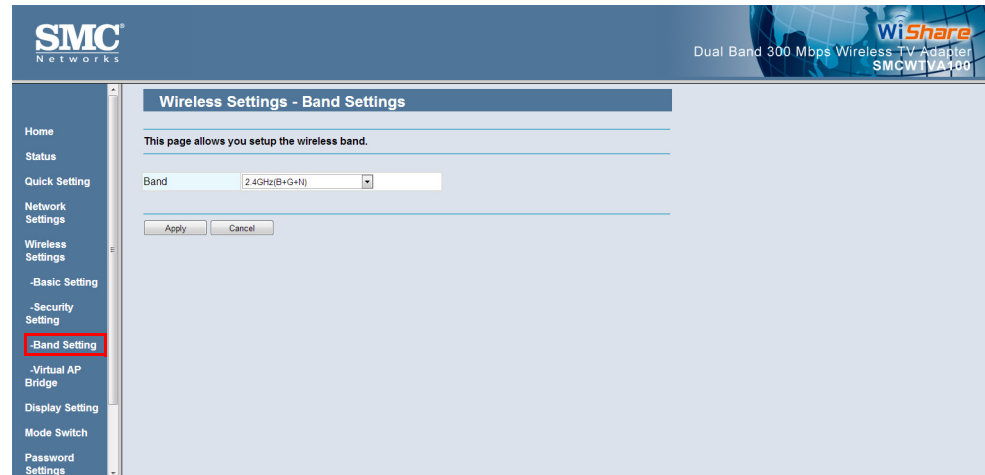 SMC®
Networks
WiShare
Dual Band 300 Mbps Wireless TV Adapter
SMCWTVA100
Home
Status
Quick Setting
Network
Settings
Wireless
Settings
-Basic Setting
-Security
Setting
-Band Setting
-Virtual AP
Bridge
Display Setting
Mode Switch
Password
Settings
Wireless Settings - Band Settings
This page allows you setup the wireless band.
Band 2.4GHz(B+G+N)
Apply Cancel